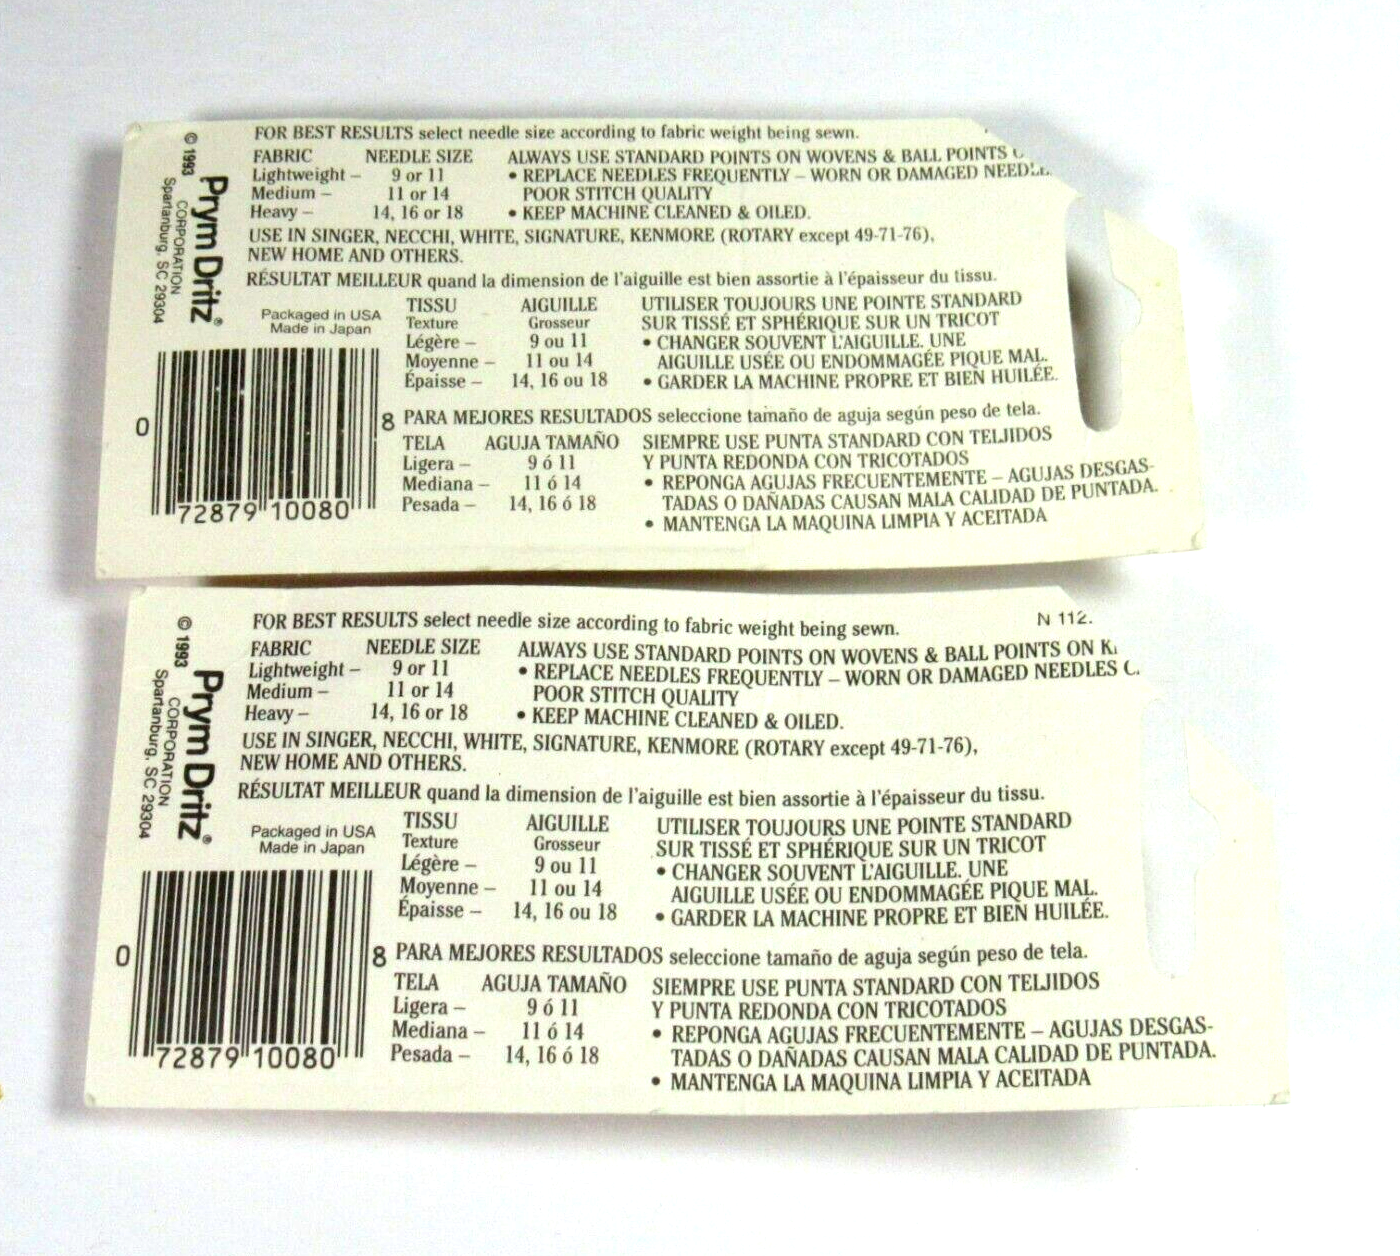 FOR BEST RESULTS select needle size according to fabric weight being sewn.
FABRIC NEEDLE SIZE
Lightweight – 9 or 11
Medium – 11 or 14
Heavy – 14, 16 or 18
ALWAYS USE STANDARD POINTS ON WOVENS & BALL POINTS
• REPLACE NEEDLES FREQUENTLY – WORN OR DAMAGED
POOR STITCH QUALITY
• KEEP MACHINE CLEANED & OILED.
USE IN SINGER, NECCHI, WHITE, SIGNATURE, KENMORE (ROTARY except 49-71-76),
NEW HOME AND OTHERS.
RÉSULTAT MEILLEUR quand la dimension de l'aiguille est bien assortie à l'épaisseur du tissu.
TISSU AIGUILLE
Texture Grosseur
Légère – 9 ou 11
Moyenne – 11 ou 14
Épaisse – 14, 16 ou 18
UTILISER TOUJOURS UNE POINTE STANDARD
SUR TISSÉ ET SPHÉRIQUE SUR UN TRICOT
• CHANGER SOUVENT L'AIGUILLE. UNE
AIGUILLE USÉE OU ENDOMMAGÉE PIQUE MAL.
• GARDER LA MACHINE PROPRE ET BIEN HUILÉE.
PARA MEJORES RESULTADOS seleccione tamaño de aguja según peso de tela.
TELA AGUJA TAMAÑO
Ligera – 9 ó 11
Mediana – 11 ó 14
Pesada – 14, 16 ó 18
SIEMPRE USE PUNTA STANDARD CON TELJIDOS
Y PUNTA REDONDA CON TRICOTADOS
• REPONGA AGUJAS FRECUENTEMENTE – AGUJAS DESGAS-
TADAS O DAÑADAS CAUSAN MALA CALIDAD DE PUNTADA.
• MANTENGA LA MAQUINA LIMPIA Y ACEITADA
© 1993
Prym Dritz®
CORPORATION
Spartanburg, SC 29304
Packaged in USA
Made in Japan
0 72879 10080 8
N 112.
FOR BEST RESULTS select needle size according to fabric weight being sewn.
FABRIC NEEDLE SIZE
Lightweight – 9 or 11
Medium – 11 or 14
Heavy – 14, 16 or 18
ALWAYS USE STANDARD POINTS ON WOVENS & BALL POINTS ON
• REPLACE NEEDLES FREQUENTLY – WORN OR DAMAGED NEEDLES
POOR STITCH QUALITY
• KEEP MACHINE CLEANED & OILED.
USE IN SINGER, NECCHI, WHITE, SIGNATURE, KENMORE (ROTARY except 49-71-76),
NEW HOME AND OTHERS.
RÉSULTAT MEILLEUR quand la dimension de l'aiguille est bien assortie à l'épaisseur du tissu.
TISSU AIGUILLE
Texture Grosseur
Légère – 9 ou 11
Moyenne – 11 ou 14
Épaisse – 14, 16 ou 18
UTILISER TOUJOURS UNE POINTE STANDARD
SUR TISSÉ ET SPHÉRIQUE SUR UN TRICOT
• CHANGER SOUVENT L'AIGUILLE. UNE
AIGUILLE USÉE OU ENDOMMAGÉE PIQUE MAL.
• GARDER LA MACHINE PROPRE ET BIEN HUILÉE.
PARA MEJORES RESULTADOS seleccione tamaño de aguja según peso de tela.
TELA AGUJA TAMAÑO
Ligera – 9 ó 11
Mediana – 11 ó 14
Pesada – 14, 16 ó 18
SIEMPRE USE PUNTA STANDARD CON TELJIDOS
Y PUNTA REDONDA CON TRICOTADOS
• REPONGA AGUJAS FRECUENTEMENTE – AGUJAS DESGAS-
TADAS O DAÑADAS CAUSAN MALA CALIDAD DE PUNTADA.
• MANTENGA LA MAQUINA LIMPIA Y ACEITADA
© 1993
Prym Dritz®
CORPORATION
Spartanburg, SC 29304
Packaged in USA
Made in Japan
0 72879 10080 8